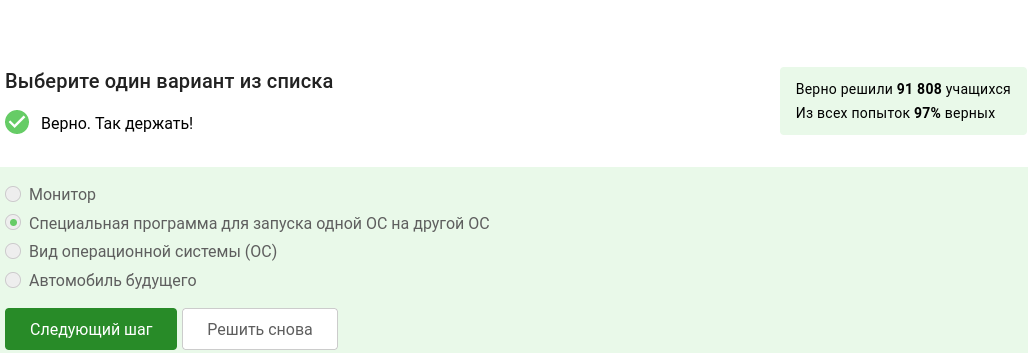 Выберите один вариант из списка
Верно решили 91 808 учащихся
Из всех попыток 97% верных
Верно. Так держать!
Монитор
Специальная программа для запуска одной ОС на другой ОС
Вид операционной системы (ОС)
Автомобиль будущего
Следующий шаг
Решить снова